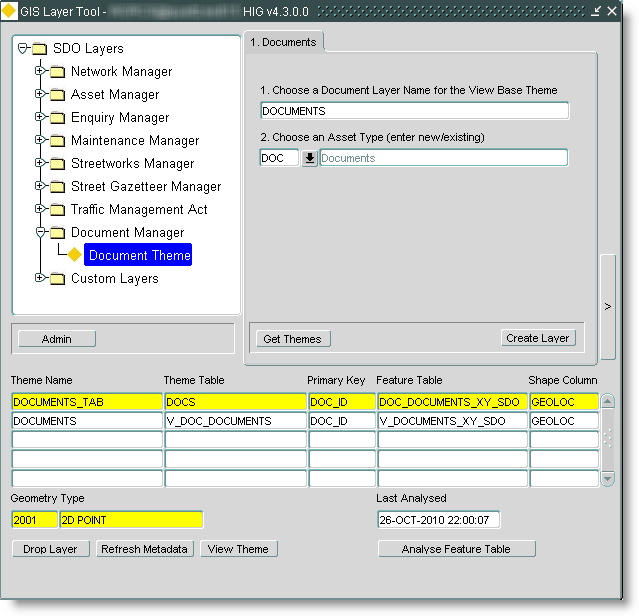 GIS Layer Tool - HIG v4.3.0.0
SDO Layers
Network Manager
Asset Manager
Enquiry Manager
Maintenance Manager
Streetworks Manager
Street Gazetteer Manager
Traffic Management Act
Document Manager
Document Theme
Custom Layers
Admin
1. Documents
1. Choose a Document Layer Name for the View Base Theme
DOCUMENTS
2. Choose an Asset Type (enter new/existing)
DOC Documents
Get Themes Create Layer
>
Theme Name Theme Table Primary Key Feature Table Shape Column
DOCUMENTS_TAB DOCS DOC_ID DOC_DOCUMENTS_XY_SDO GEOLOC
DOCUMENTS V_DOC_DOCUMENTS DOC_ID V_DOCUMENTS_XY_SDO GEOLOC
Geometry Type Last Analysed
2001 2D POINT 26-OCT-2010 22:00:07
Drop Layer Refresh Metadata View Theme Analyse Feature Table